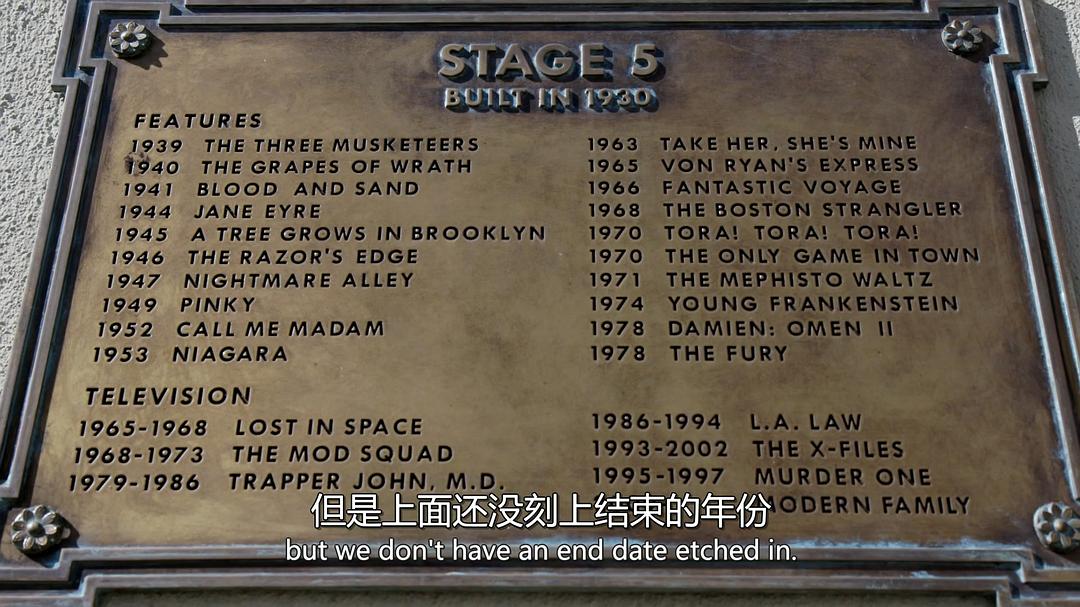 STAGE 5
BUILT IN 1930
FEATURES
1939 THE THREE MUSKETEERS
1940 THE GRAPES OF WRATH
1941 BLOOD AND SAND
1944 JANE EYRE
1945 A TREE GROWS IN BROOKLYN
1946 THE RAZOR'S EDGE
1947 NIGHTMARE ALLEY
1949 PINKY
1952 CALL ME MADAM
1953 NIAGARA
1963 TAKE HER, SHE'S MINE
1965 VON RYAN'S EXPRESS
1966 FANTASTIC VOYAGE
1968 THE BOSTON STRANGLER
1970 TORA! TORA! TORA!
1970 THE ONLY GAME IN TOWN
1971 THE MEPHISTO WALTZ
1974 YOUNG FRANKENSTEIN
1978 DAMIEN: OMEN II
1978 THE FURY
TELEVISION
1965-1968 LOST IN SPACE
1968-1973 THE MOD SQUAD
1979-1986 TRAPPER JOHN, M.D.
1986-1994 L.A. LAW
1993-2002 THE X-FILES
1995-1997 MURDER ONE
MODERN FAMILY
但是上面还没刻上结束的年份
but we don't have an end date etched in.